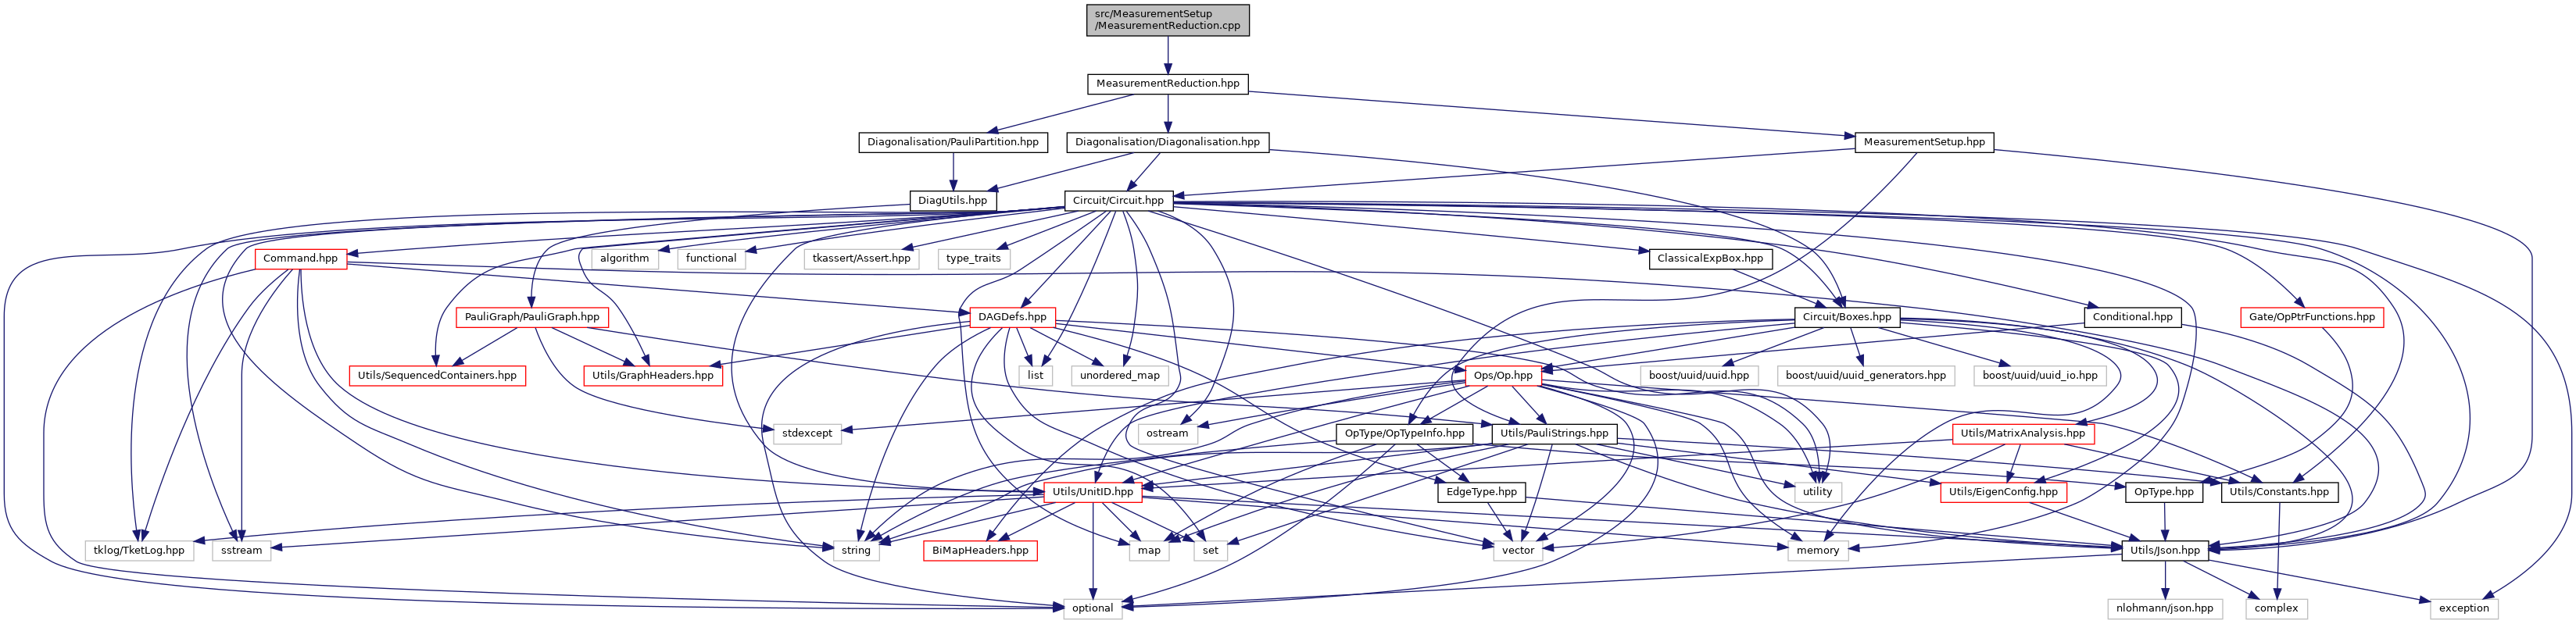 src/MeasurementSetup
/MeasurementReduction.cpp
MeasurementReduction.hpp
Diagonalisation/PauliPartition.hpp
Diagonalisation/Diagonalisation.hpp
MeasurementSetup.hpp
DiagUtils.hpp
Circuit/Circuit.hpp
Command.hpp
algorithm
functional
tkassert/Assert.hpp
type_traits
ClassicalExpBox.hpp
PauliGraph/PauliGraph.hpp
DAGDefs.hpp
Circuit/Boxes.hpp
Conditional.hpp
Gate/OpPtrFunctions.hpp
Utils/SequencedContainers.hpp
Utils/GraphHeaders.hpp
list
unordered_map
Ops/Op.hpp
boost/uuid/uuid.hpp
boost/uuid/uuid_generators.hpp
boost/uuid/uuid_io.hpp
stdexcept
ostream
OpType/OpTypeInfo.hpp
Utils/PauliStrings.hpp
Utils/MatrixAnalysis.hpp
Utils/UnitID.hpp
EdgeType.hpp
utility
Utils/EigenConfig.hpp
OpType.hpp
Utils/Constants.hpp
tklog/TketLog.hpp
sstream
string
BiMapHeaders.hpp
map
set
vector
memory
Utils/Json.hpp
optional
nlohmann/json.hpp
complex
exception